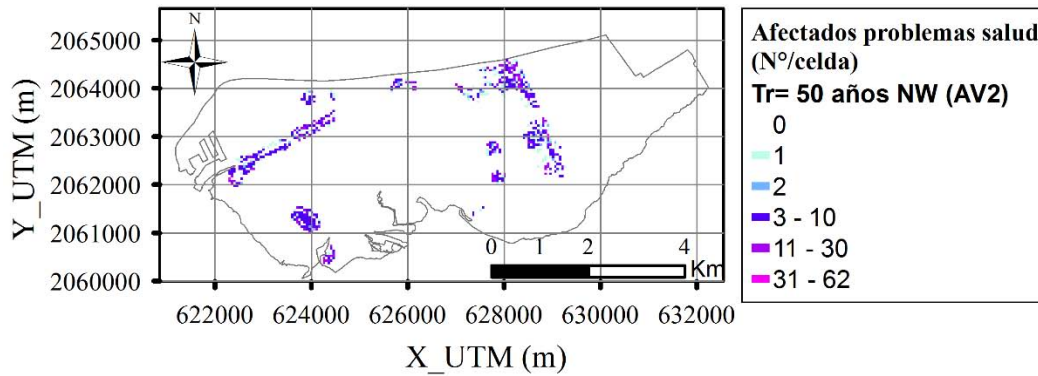 N
Y_UTM (m)
2065000
2064000
2063000
2062000
2061000
2060000
0 1 2 4
Km
622000 624000 626000 628000 630000 632000
X_UTM (m)
Afectados problemas salud
(N°/celda)
Tr= 50 años NW (AV2)
0
1
2
3 - 10
11 - 30
31 - 62